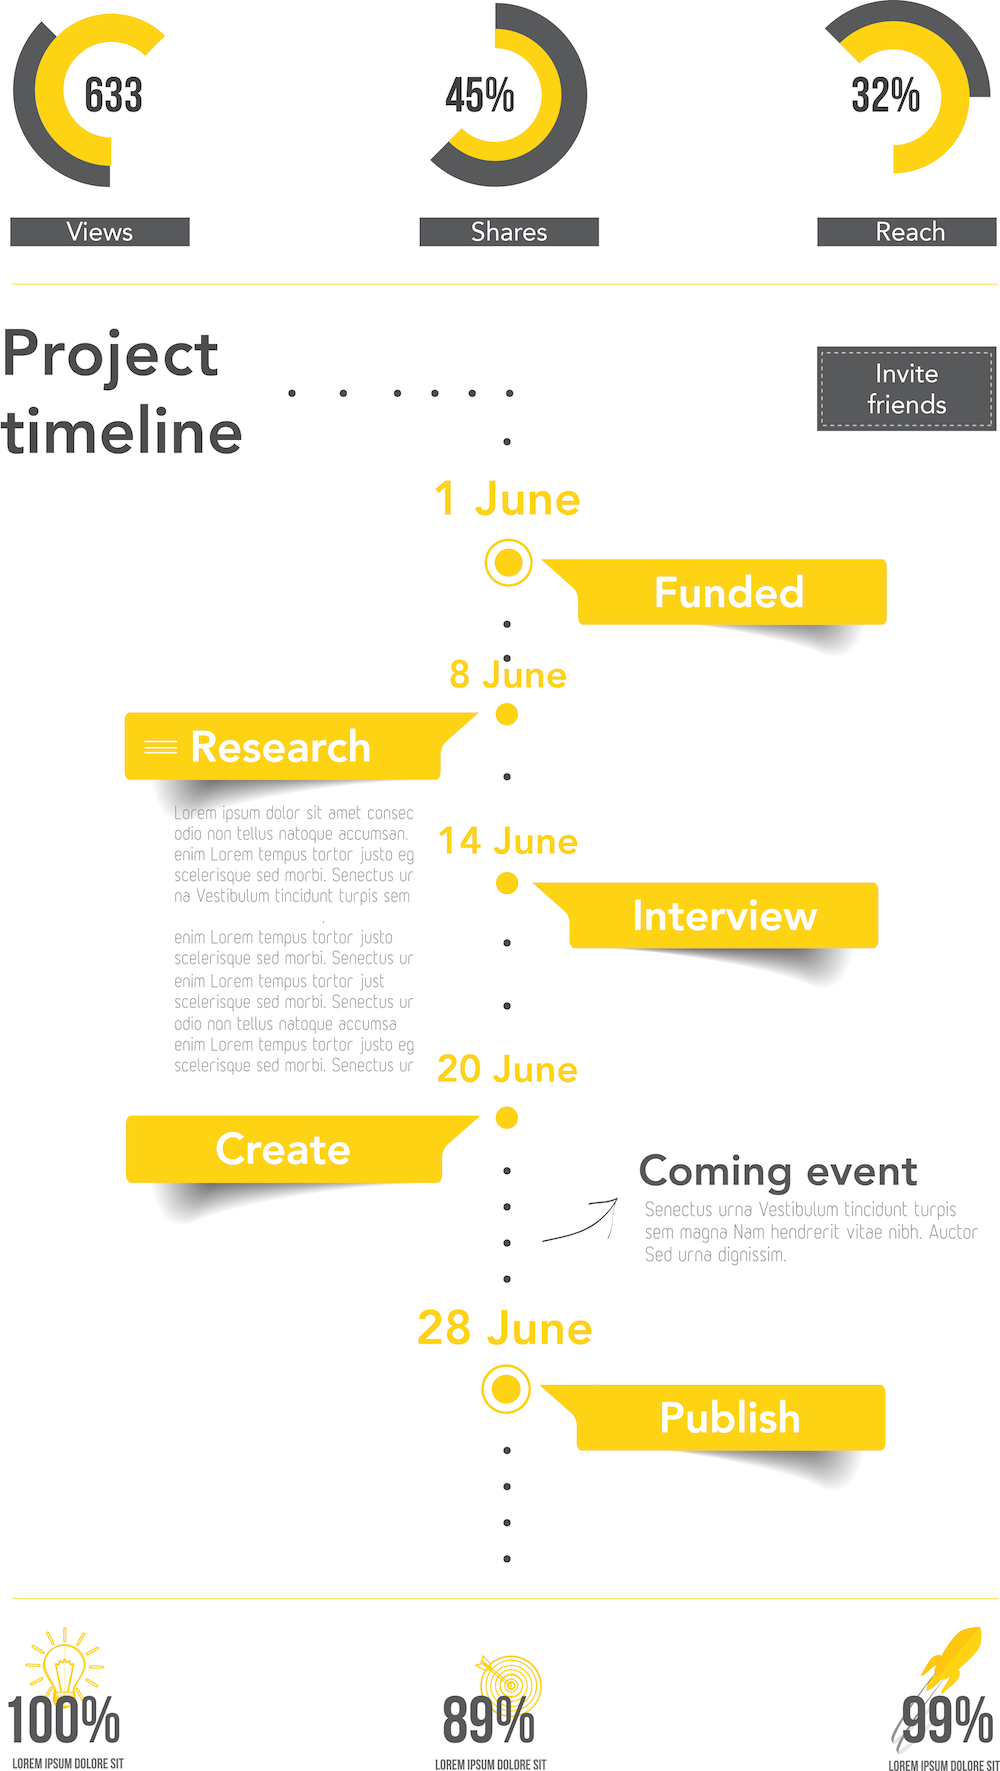 633
45%
32%
Views
Shares
Reach
Project
timeline
Invite
friends
1 June
Funded
8 June
Research
Lorem ipsum dolor sit amet consec
odio non tellus natoque accumsan.
enim Lorem tempus tortor justo eg
scelerisque sed morbi. Senectus ur
na Vestibulum tincidunt turpis sem
.
enim Lorem tempus tortor justo
scelerisque sed morbi. Senectus ur
enim Lorem tempus tortor just
scelerisque sed morbi. Senectus ur
odio non tellus natoque accumsa
enim Lorem tempus tortor justo eg
scelerisque sed morbi. Senectus ur
14 June
Interview
20 June
Create
Coming event
Senectus urna Vestibulum tincidunt turpis
sem magna Nam hendrerit vitae nibh. Auctor
Sed urna dignissim.
28 June
Publish
100%
LOREM IPSUM DOLORE SIT
89%
LOREM IPSUM DOLORE SIT
99%
LOREM IPSUM DOLORE SIT